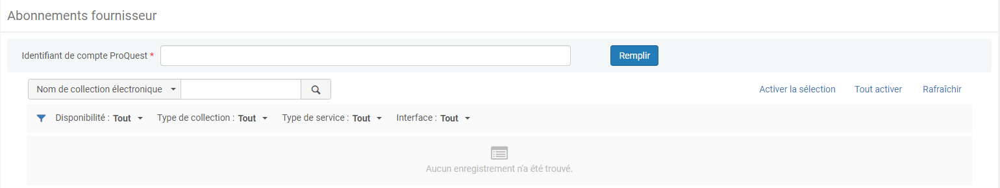 Abonnements fournisseur
Identifiant de compte ProQuest * Remplir
Nom de collection électronique Activer la sélection Tout activer Rafraîchir
Disponibilité : Tout Type de collection : Tout Type de service : Tout Interface : Tout
Aucun enregistrement n'a été trouvé.